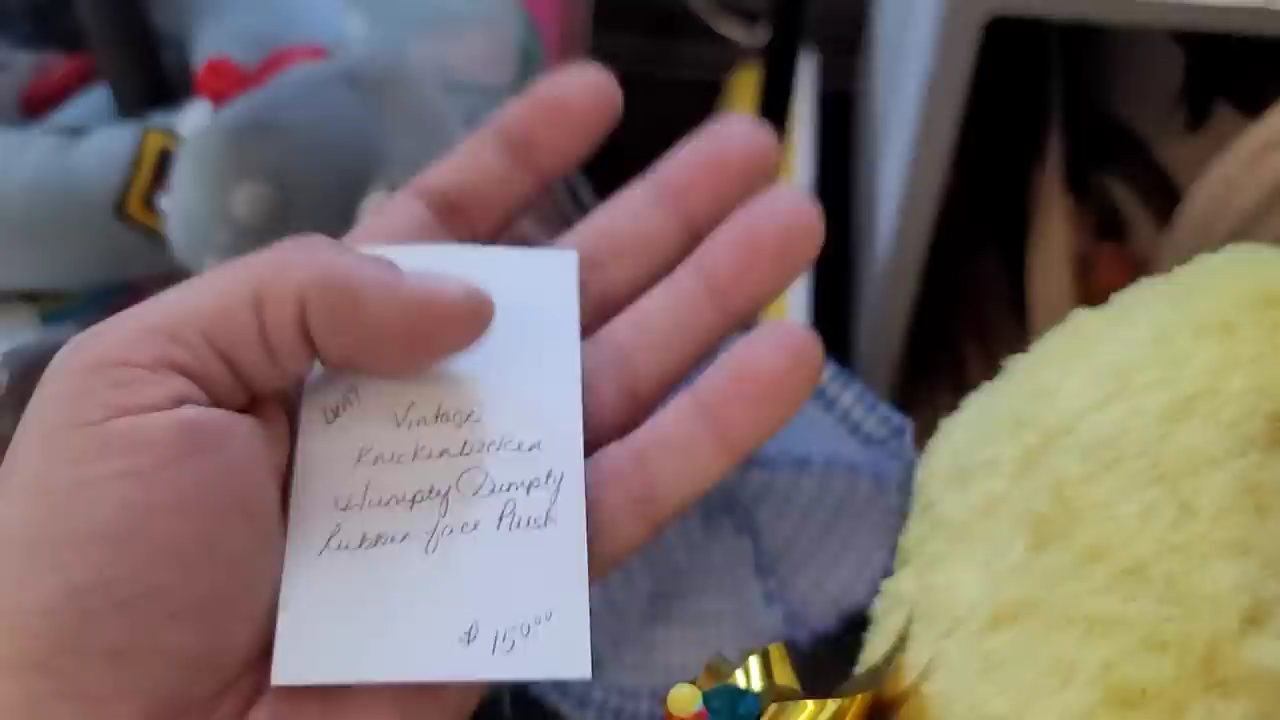 Vintage
Knickerbocker
Humpty Dumpty
Rubber face Plush
$ 150.00